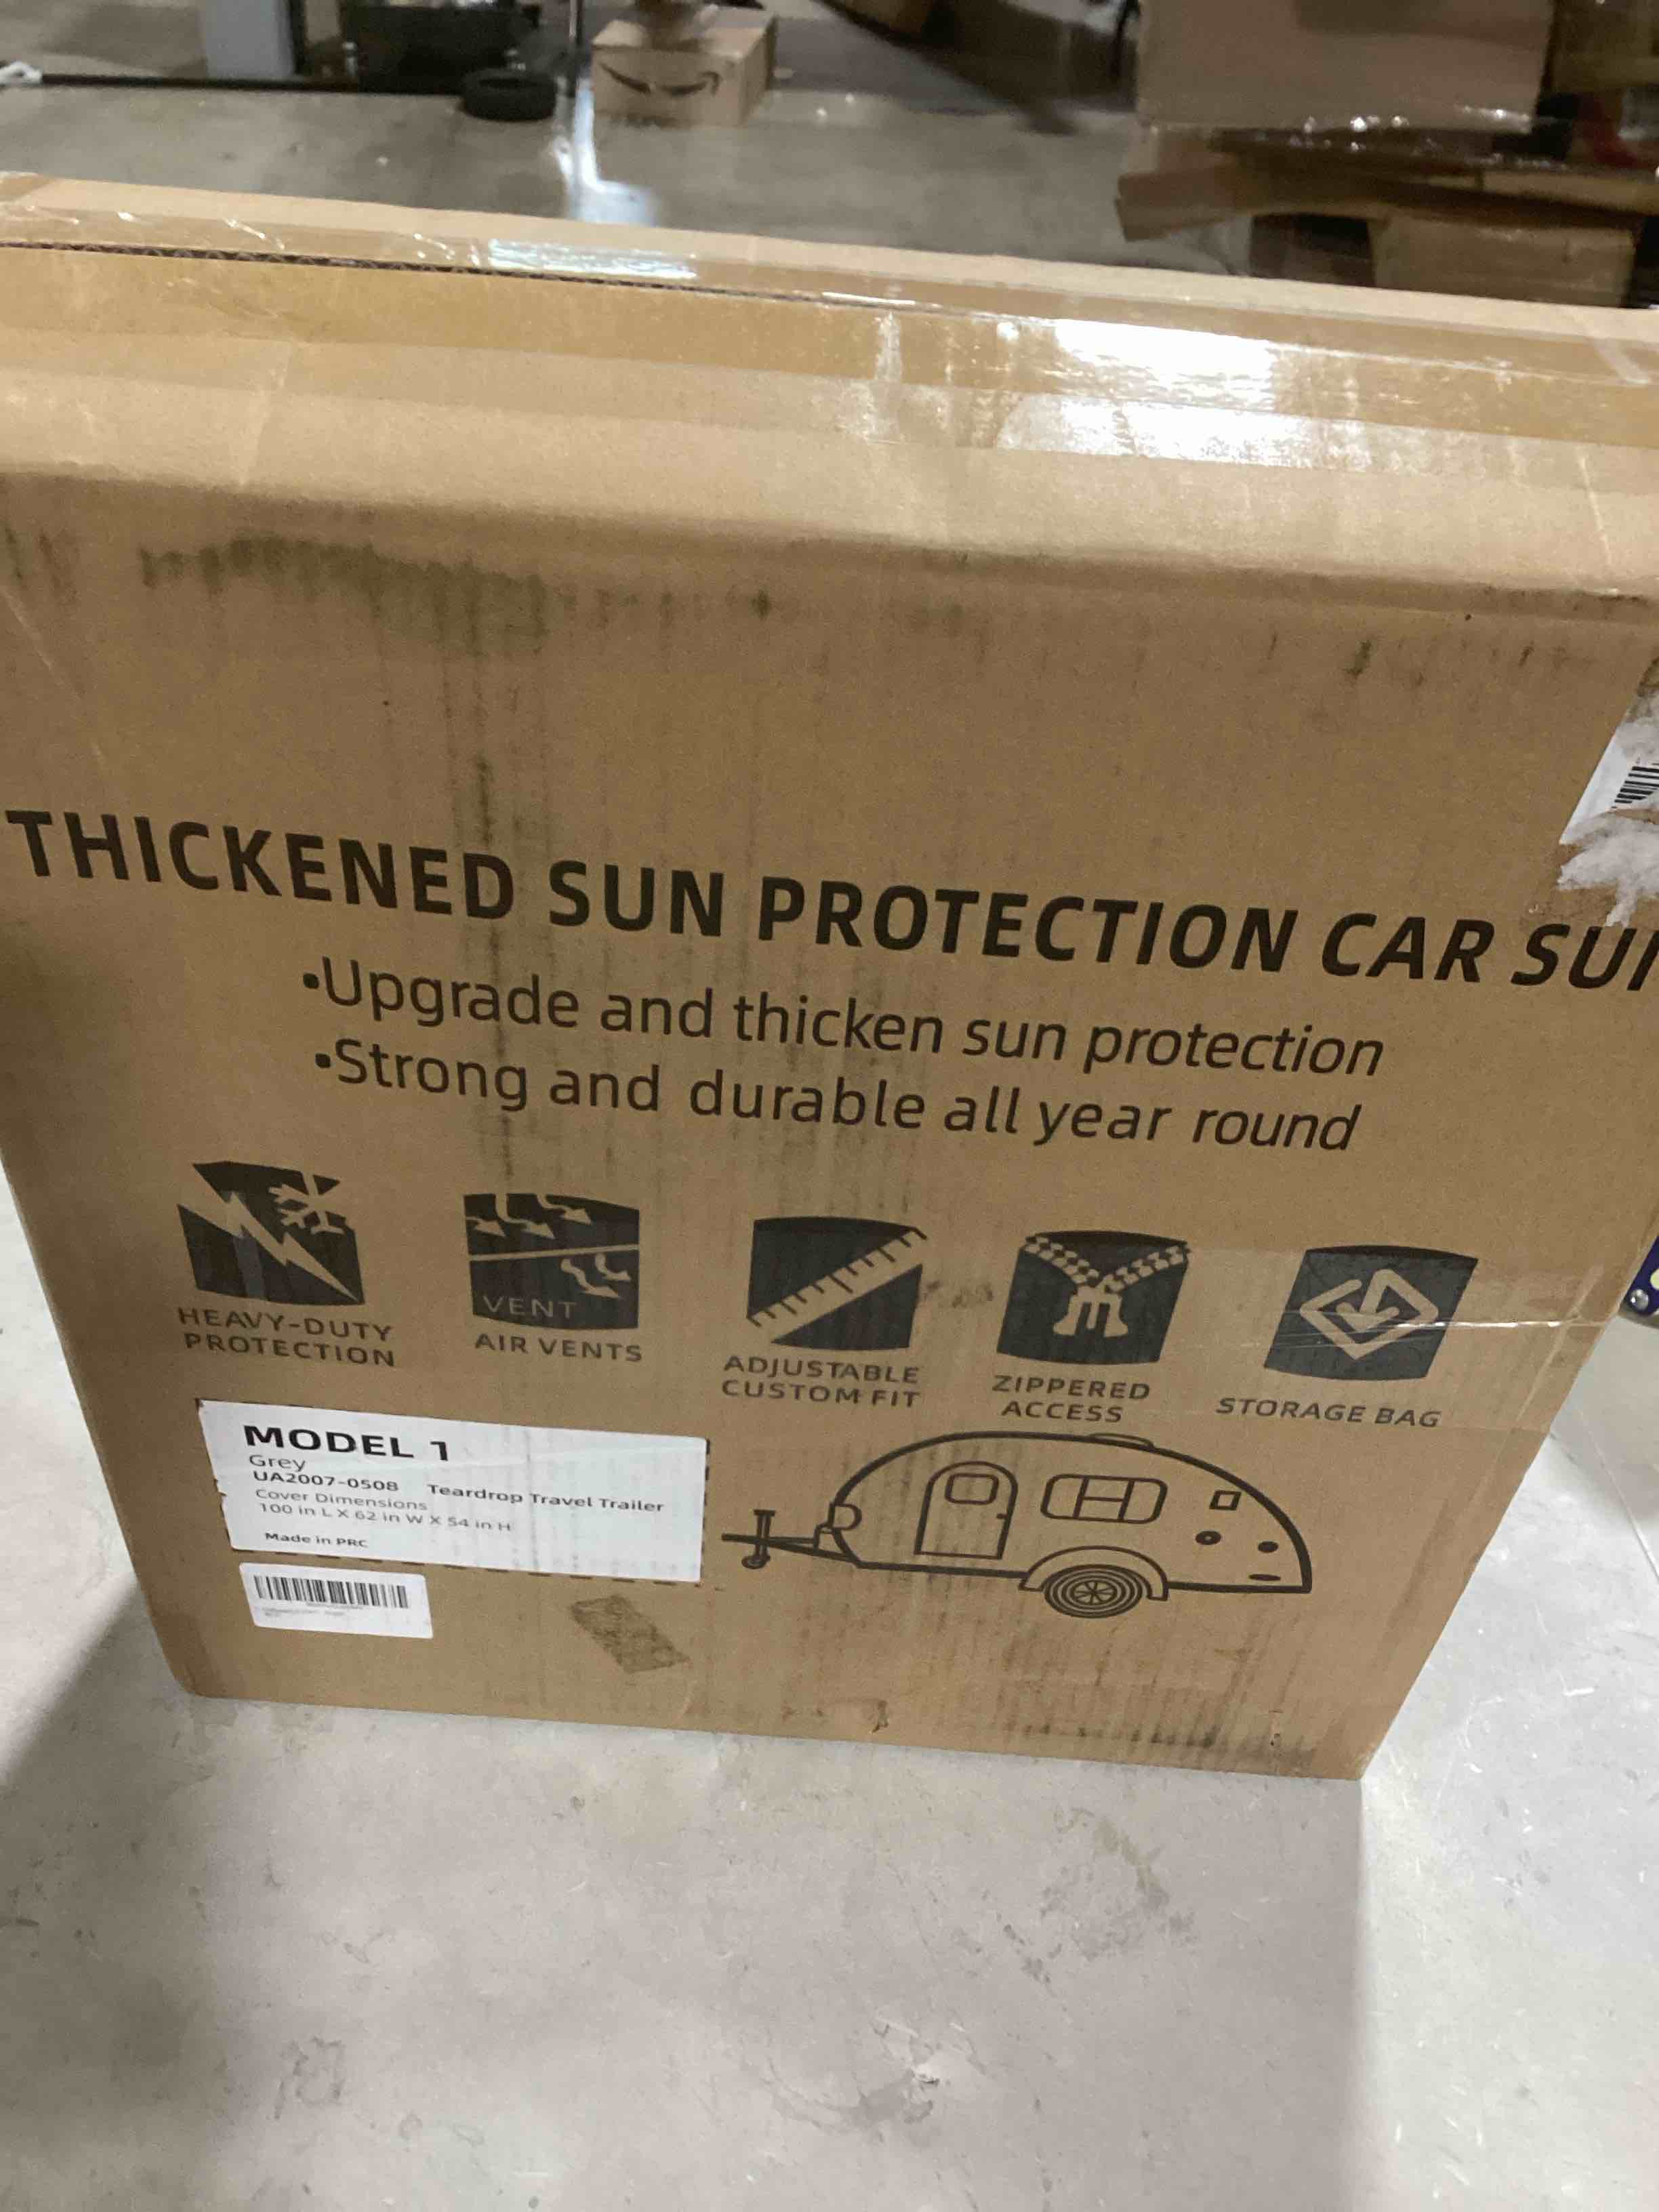 THICKENED SUN PROTECTION CAR SUI
•Upgrade and thicken sun protection
•Strong and durable all year round
VENT
HEAVY-DUTY
PROTECTION
AIR VENTS
ADJUSTABLE
CUSTOM FIT
ZIPPERED
ACCESS
STORAGE BAG
MODEL 1
Grey
UA2007-0508 Teardrop Travel Trailer
Cover Dimensions
100 in L X 62 in W X 54 in H
Made in PRC